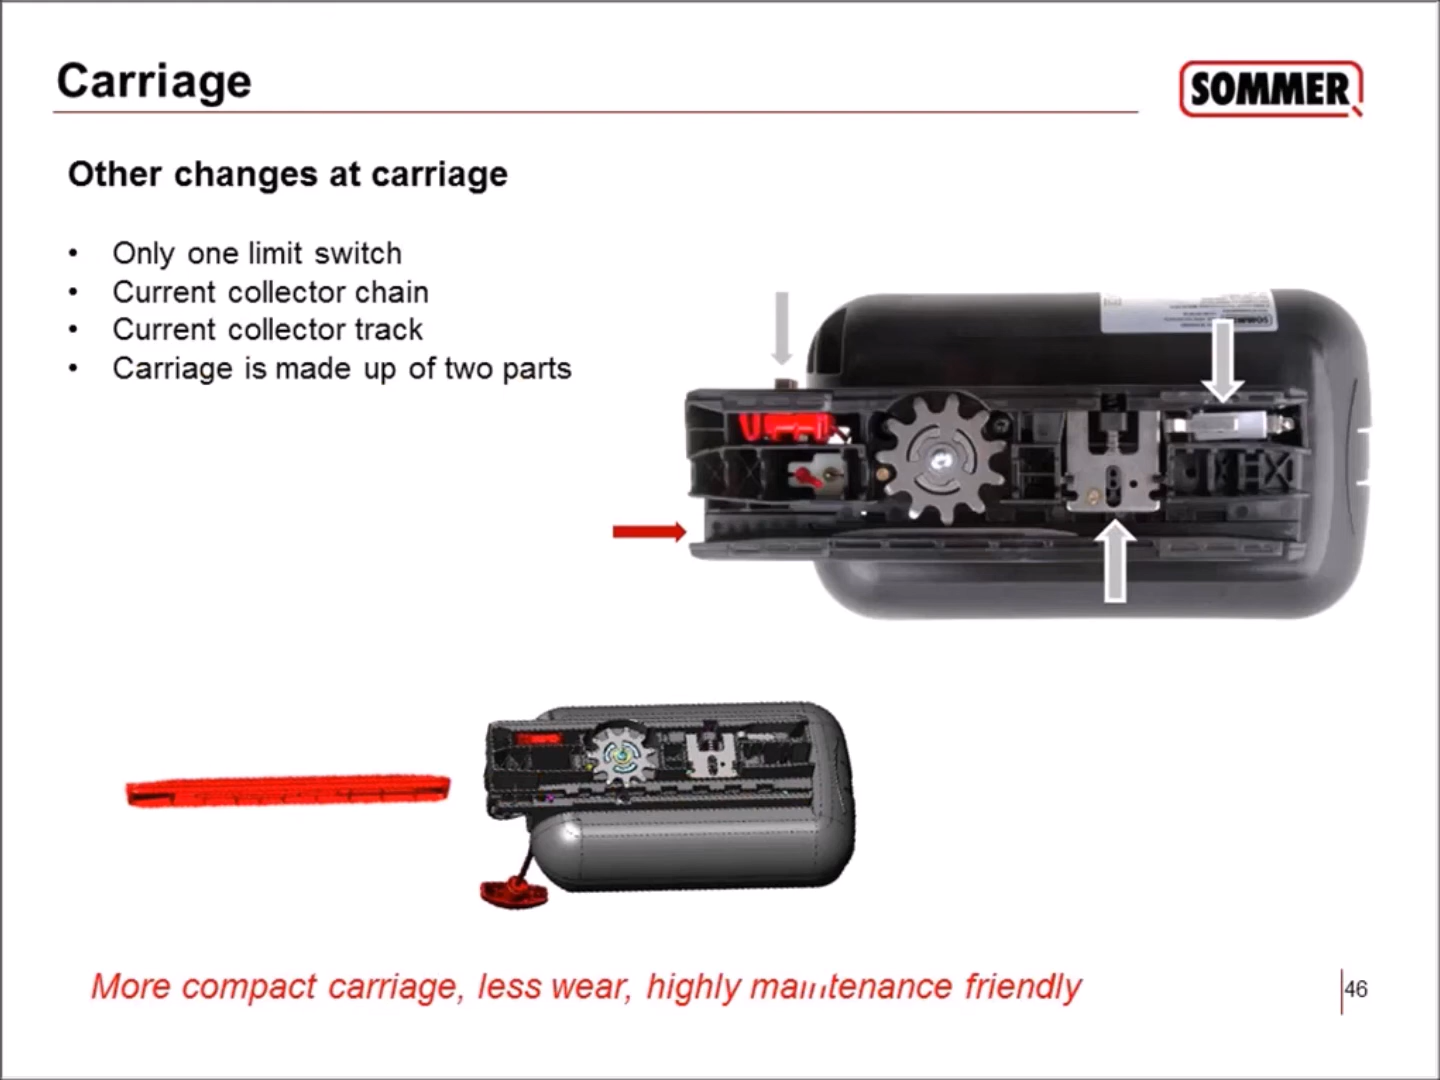 Carriage
SOMMER
Other changes at carriage
• Only one limit switch
• Current collector chain
• Current collector track
• Carriage is made up of two parts
SOMMER
More compact carriage, less wear, highly maintenance friendly
46